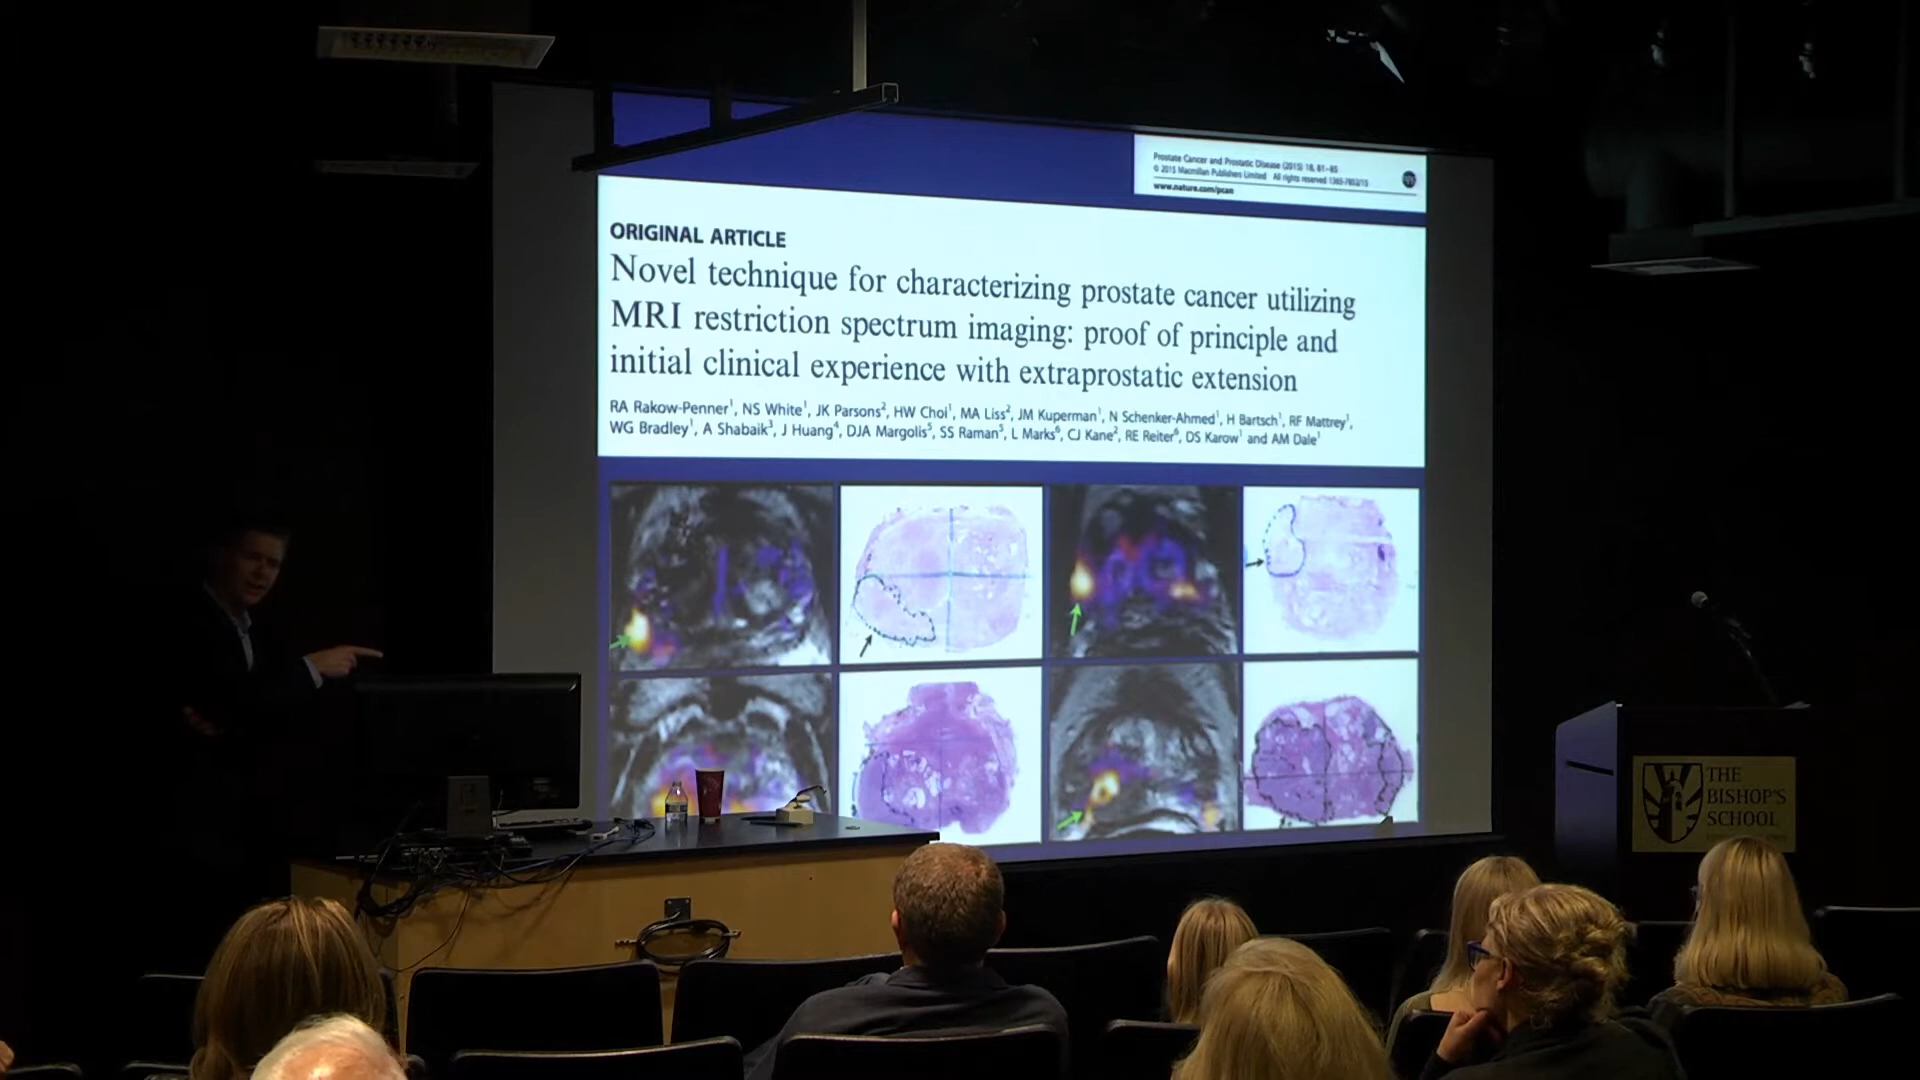 Prostate Cancer and Prostatic Disease (2015) 18, 81–85
© 2015 Macmillan Publishers Limited All rights reserved 1365-7852/15
www.nature.com/pcan
ORIGINAL ARTICLE
Novel technique for characterizing prostate cancer utilizing
MRI restriction spectrum imaging: proof of principle and
initial clinical experience with extraprostatic extension
RA Rakow-Penner1, NS White1, JK Parsons2, HW Choi1, MA Liss2, JM Kuperman1, N Schenker-Ahmed1, H Bartsch1, RF Mattrey1,
WG Bradley1, A Shabaik3, J Huang4, DJA Margolis5, SS Raman5, L Marks6, CJ Kane2, RE Reiter6, DS Karow1 and AM Dale1
THE
BISHOP'S
SCHOOL